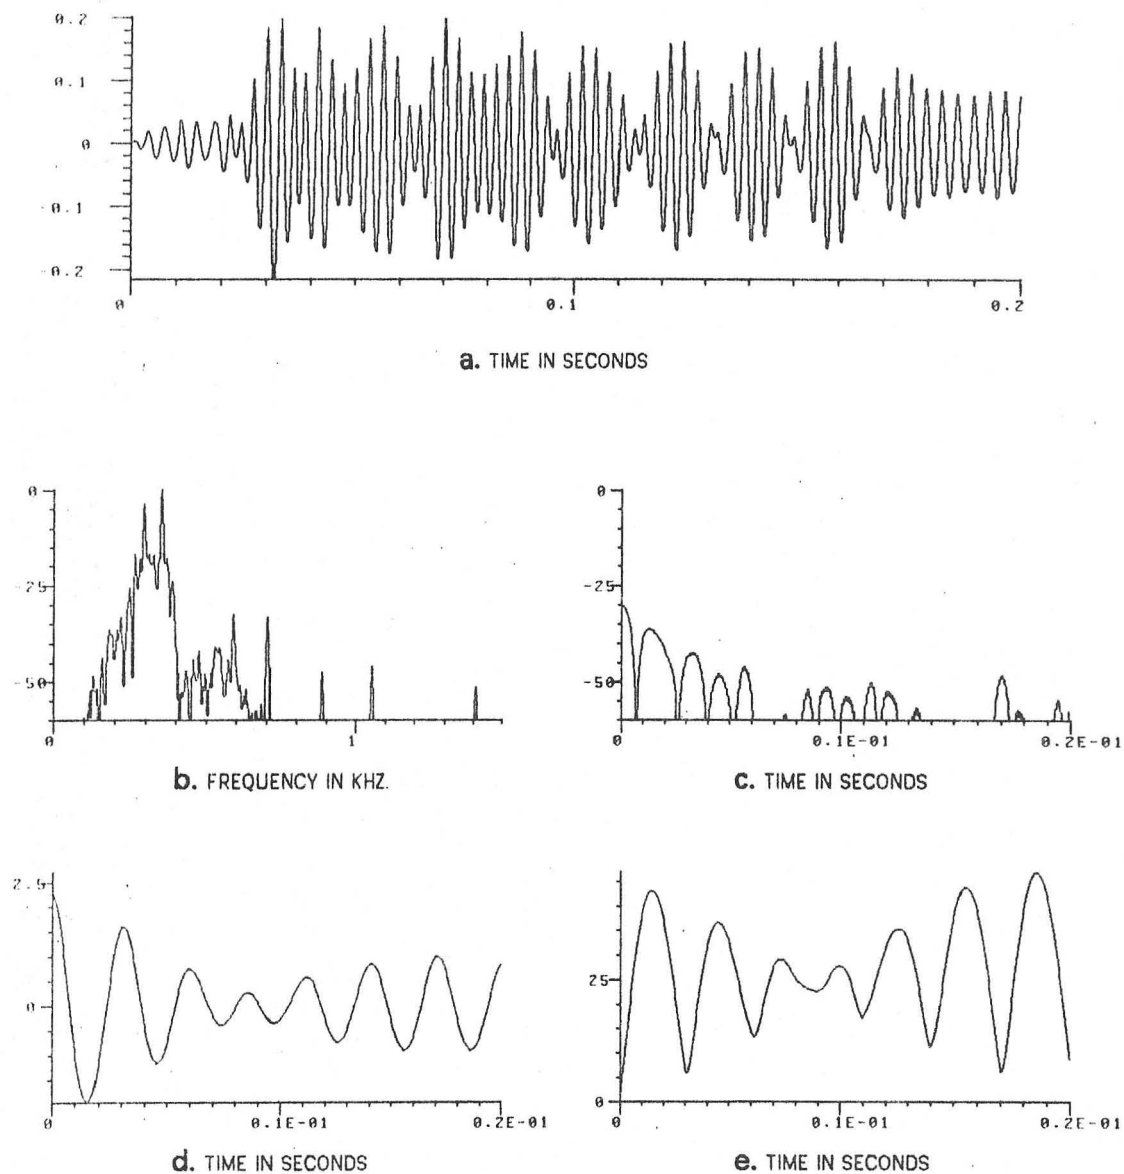 0.2
0.1
0
-0.1
-0.2
0 0.1 0.2
a. TIME IN SECONDS
0
-25
-50
0 1
b. FREQUENCY IN KHZ.
0
-25
-50
0 0.1E-01 0.2E-01
c. TIME IN SECONDS
2.5
0
0 0.1E-01 0.2E-01
d. TIME IN SECONDS
25
0
0 0.1E-01 0.2E-01
e. TIME IN SECONDS